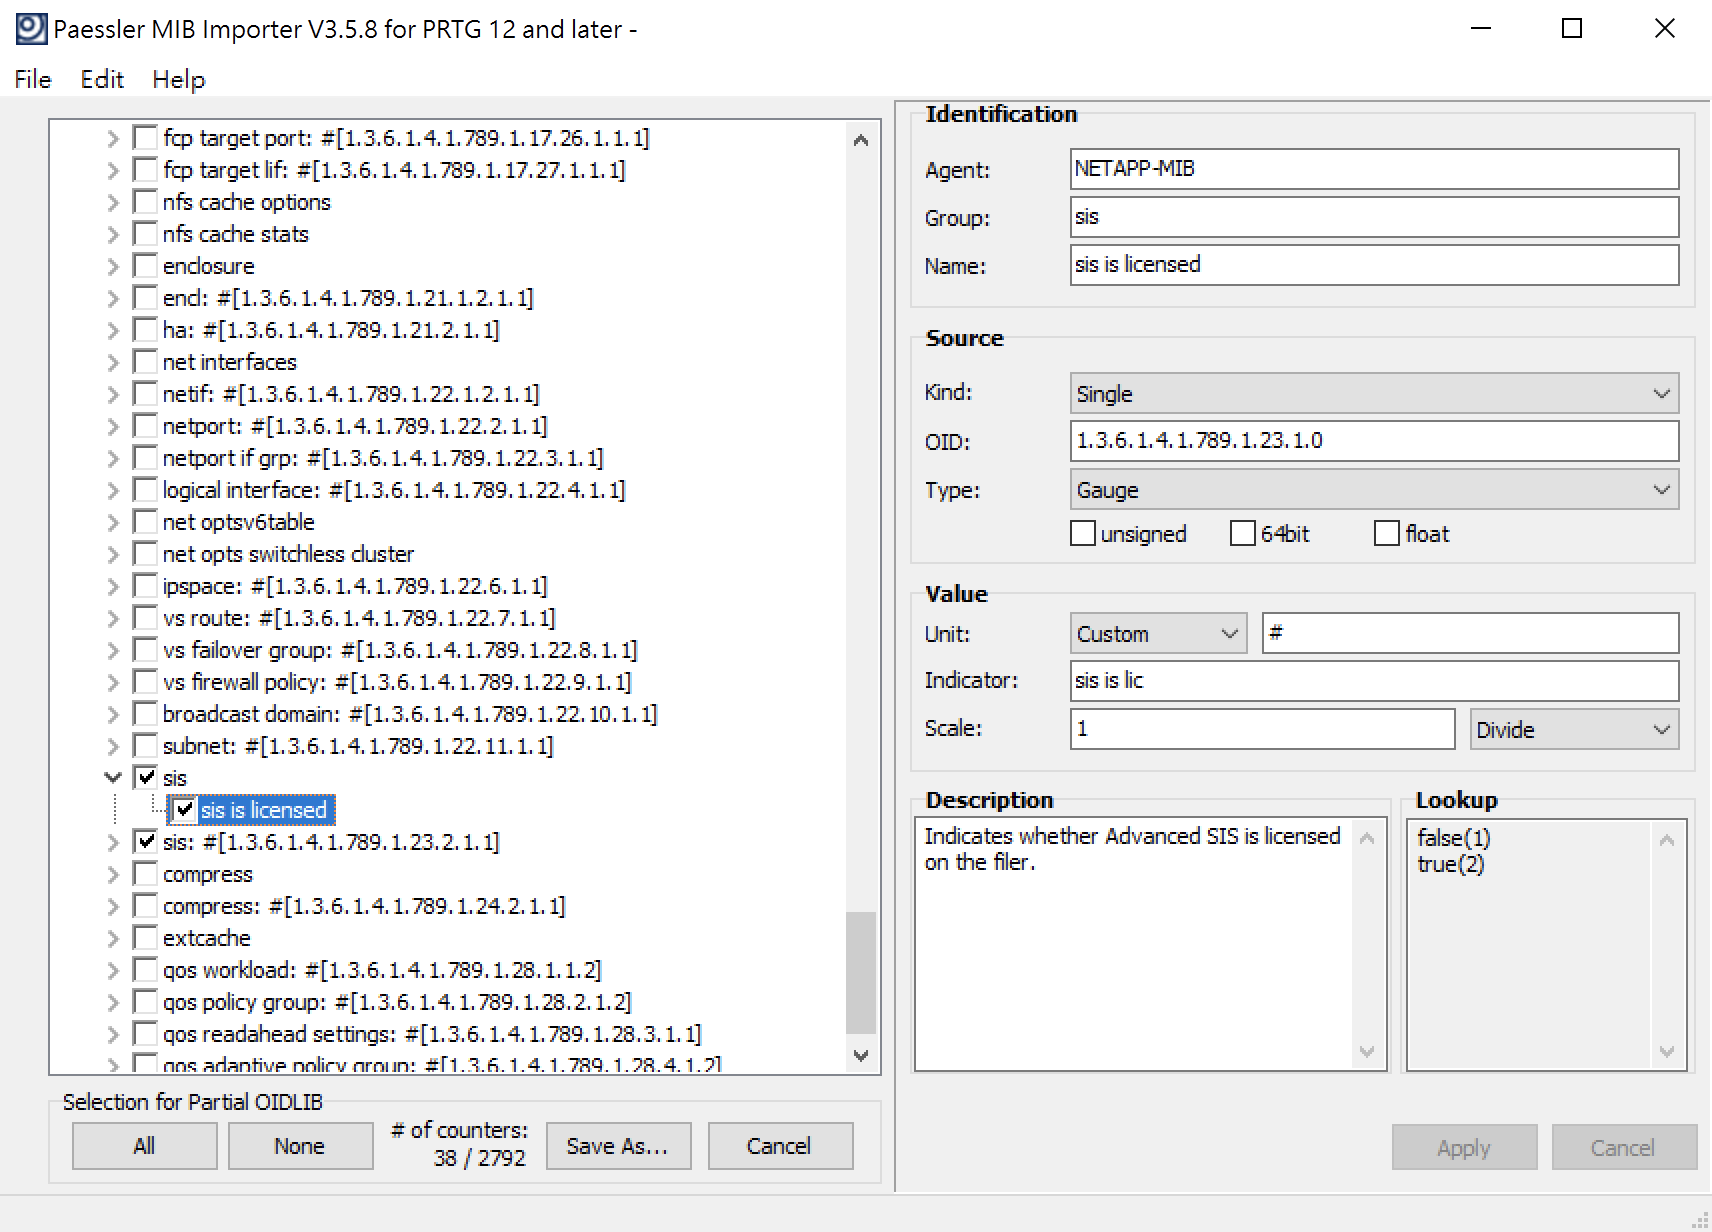 Paessler MIB Importer V3.5.8 for PRTG 12 and later -
File Edit Help
fcp target port: #[1.3.6.1.4.1.789.1.17.26.1.1.1]
fcp target lif: #[1.3.6.1.4.1.789.1.17.27.1.1.1]
nfs cache options
nfs cache stats
enclosure
encl: #[1.3.6.1.4.1.789.1.21.1.2.1.1]
ha: #[1.3.6.1.4.1.789.1.21.2.1.1]
net interfaces
netif: #[1.3.6.1.4.1.789.1.22.1.2.1.1]
netport: #[1.3.6.1.4.1.789.1.22.2.1.1]
netport if grp: #[1.3.6.1.4.1.789.1.22.3.1.1]
logical interface: #[1.3.6.1.4.1.789.1.22.4.1.1]
net optsv6table
net opts switchless cluster
ipspace: #[1.3.6.1.4.1.789.1.22.6.1.1]
vs route: #[1.3.6.1.4.1.789.1.22.7.1.1]
vs failover group: #[1.3.6.1.4.1.789.1.22.8.1.1]
vs firewall policy: #[1.3.6.1.4.1.789.1.22.9.1.1]
broadcast domain: #[1.3.6.1.4.1.789.1.22.10.1.1]
subnet: #[1.3.6.1.4.1.789.1.22.11.1.1]
sis
sis is licensed
sis: #[1.3.6.1.4.1.789.1.23.2.1.1]
compress
compress: #[1.3.6.1.4.1.789.1.24.2.1.1]
extcache
qos workload: #[1.3.6.1.4.1.789.1.28.1.1.2]
qos policy group: #[1.3.6.1.4.1.789.1.28.2.1.2]
qos readahead settings: #[1.3.6.1.4.1.789.1.28.3.1.1]
qos adaptive policy group: #[1.3.6.1.4.1.789.1.28.4.1.2]
Selection for Partial OIDLIB
All
None
# of counters:
38 / 2792
Save As...
Cancel
Identification
Agent: NETAPP-MIB
Group: sis
Name: sis is licensed
Source
Kind: Single
OID: 1.3.6.1.4.1.789.1.23.1.0
Type: Gauge
unsigned 64bit float
Value
Unit: Custom #
Indicator: sis is lic
Scale: 1 Divide
Description
Indicates whether Advanced SIS is licensed
on the filer.
Lookup
false(1)
true(2)
Apply
Cancel